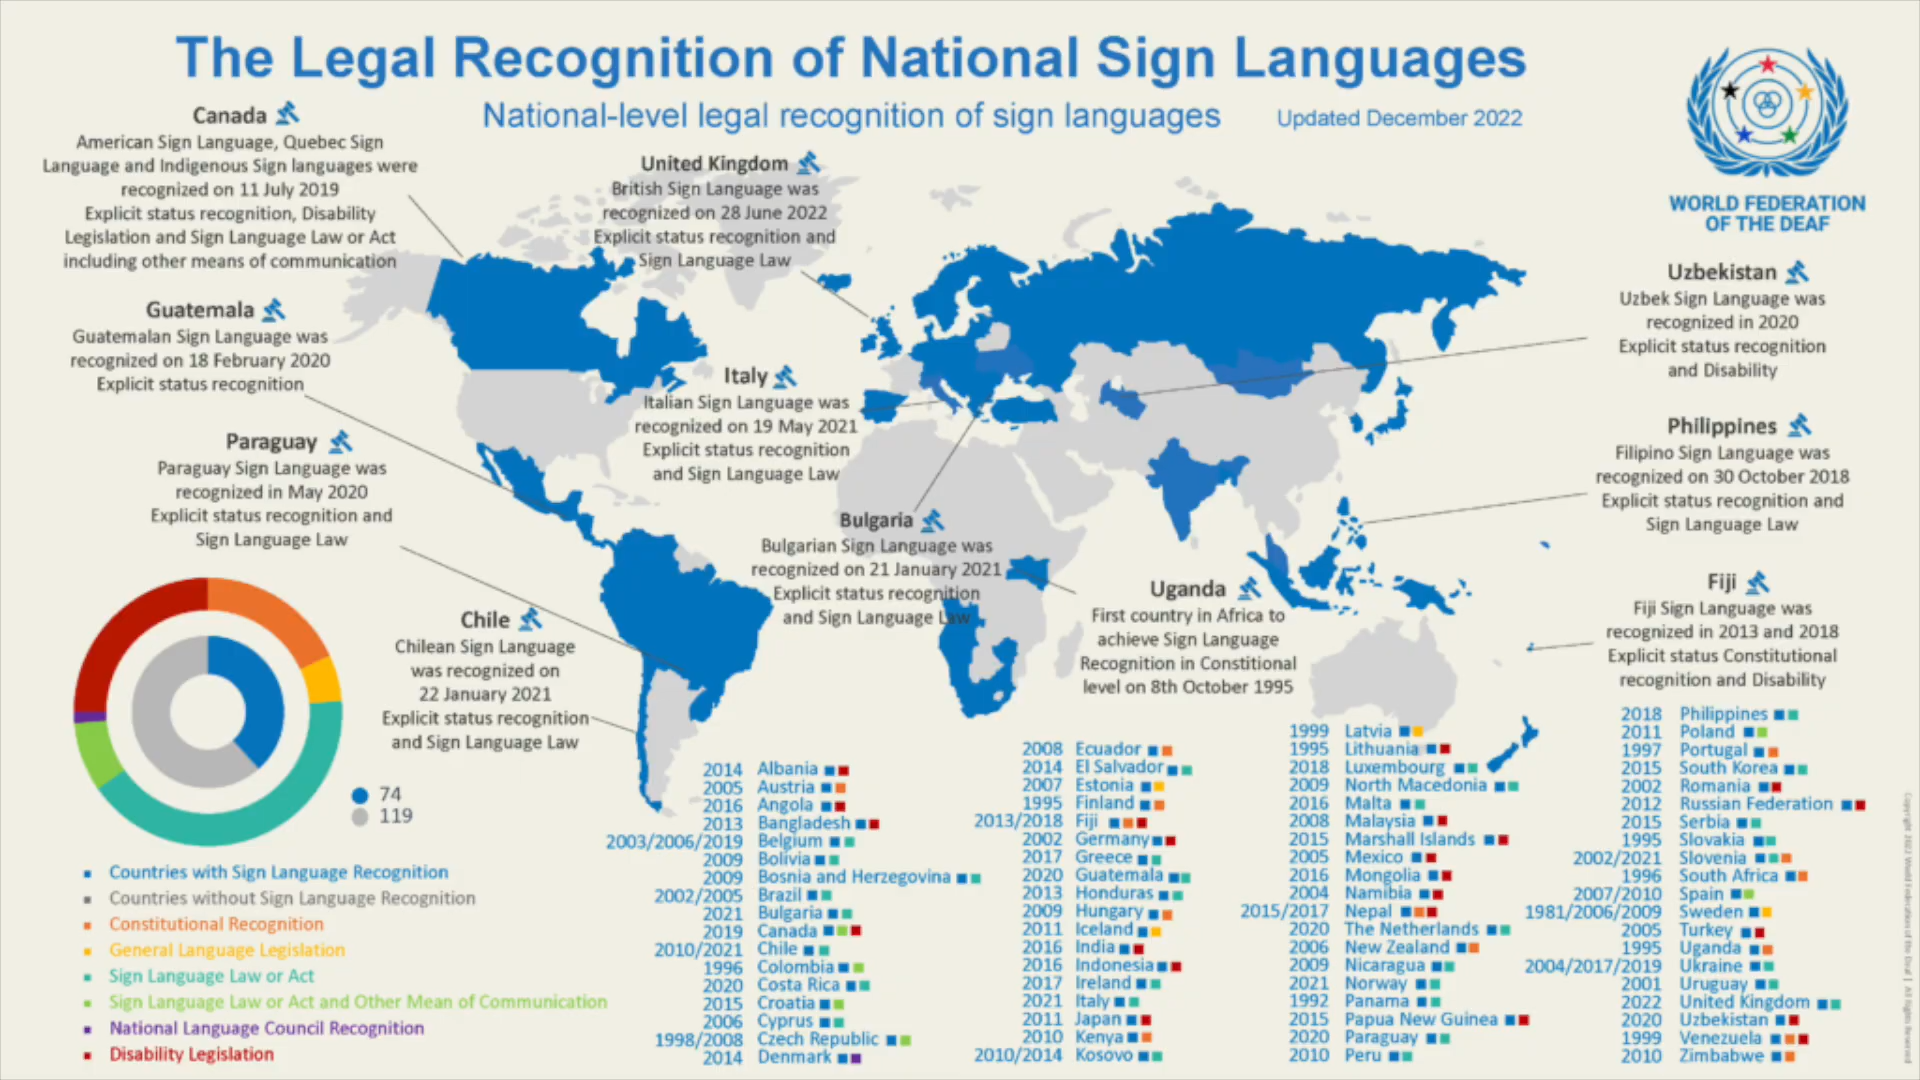 The Legal Recognition of National Sign Languages
National-level legal recognition of sign languages
Updated December 2022
WORLD FEDERATION
OF THE DEAF
Canada
American Sign Language, Quebec Sign
Language and Indigenous Sign languages were
recognized on 11 July 2019
Explicit status recognition, Disability
Legislation and Sign Language Law or Act
including other means of communication
United Kingdom
British Sign Language was
recognized on 28 June 2022
Explicit status recognition and
Sign Language Law
Guatemala
Guatemalan Sign Language was
recognized on 18 February 2020
Explicit status recognition
Uzbekistan
Uzbek Sign Language was
recognized in 2020
Explicit status recognition
and Disability
Italy
Italian Sign Language was
recognized on 19 May 2021
Explicit status recognition
and Sign Language Law
Paraguay
Paraguay Sign Language was
recognized in May 2020
Explicit status recognition and
Sign Language Law
Philippines
Filipino Sign Language was
recognized on 30 October 2018
Explicit status recognition and
Sign Language Law
Bulgaria
Bulgarian Sign Language was
recognized on 21 January 2021
Explicit status recognition
and Sign Language Law
Uganda
First country in Africa to
achieve Sign Language
Recognition in Constitional
level on 8th October 1995
Fiji
Fiji Sign Language was
recognized in 2013 and 2018
Explicit status Constitutional
recognition and Disability
Chile
Chilean Sign Language
was recognized on
22 January 2021
Explicit status recognition
and Sign Language Law
74
119
Countries with Sign Language Recognition
Countries without Sign Language Recognition
Constitutional Recognition
General Language Legislation
Sign Language Law or Act
Sign Language Law or Act and Other Mean of Communication
National Language Council Recognition
Disability Legislation
2014 Albania
2005 Austria
2016 Angola
2013 Bangladesh
2003/2006/2019 Belgium
2009 Bolivia
2009 Bosnia and Herzegovina
2002/2005 Brazil
2021 Bulgaria
2019 Canada
2010/2021 Chile
1996 Colombia
2020 Costa Rica
2015 Croatia
2006 Cyprus
1998/2008 Czech Republic
2014 Denmark
2008 Ecuador
2014 El Salvador
2007 Estonia
1995 Finland
2013/2018 Fiji
2002 Germany
2017 Greece
2020 Guatemala
2013 Honduras
2009 Hungary
2011 Iceland
2016 India
2016 Indonesia
2017 Ireland
2021 Italy
2011 Japan
2010 Kenya
2010/2014 Kosovo
1999 Latvia
1995 Lithuania
2018 Luxembourg
2009 North Macedonia
2016 Malta
2008 Malaysia
2015 Marshall Islands
2005 Mexico
2016 Mongolia
2004 Namibia
2015/2017 Nepal
2020 The Netherlands
2006 New Zealand
2009 Nicaragua
2021 Norway
1992 Panama
2015 Papua New Guinea
2020 Paraguay
2010 Peru
2018 Philippines
2011 Poland
1997 Portugal
2015 South Korea
2002 Romania
2012 Russian Federation
2015 Serbia
1995 Slovakia
2002/2021 Slovenia
1996 South Africa
2007/2010 Spain
1981/2006/2009 Sweden
2005 Turkey
1995 Uganda
2004/2017/2019 Ukraine
2001 Uruguay
2022 United Kingdom
2020 Uzbekistan
1999 Venezuela
2010 Zimbabwe
Copyright 2022 World Federation of the Deaf | All Rights Reserved